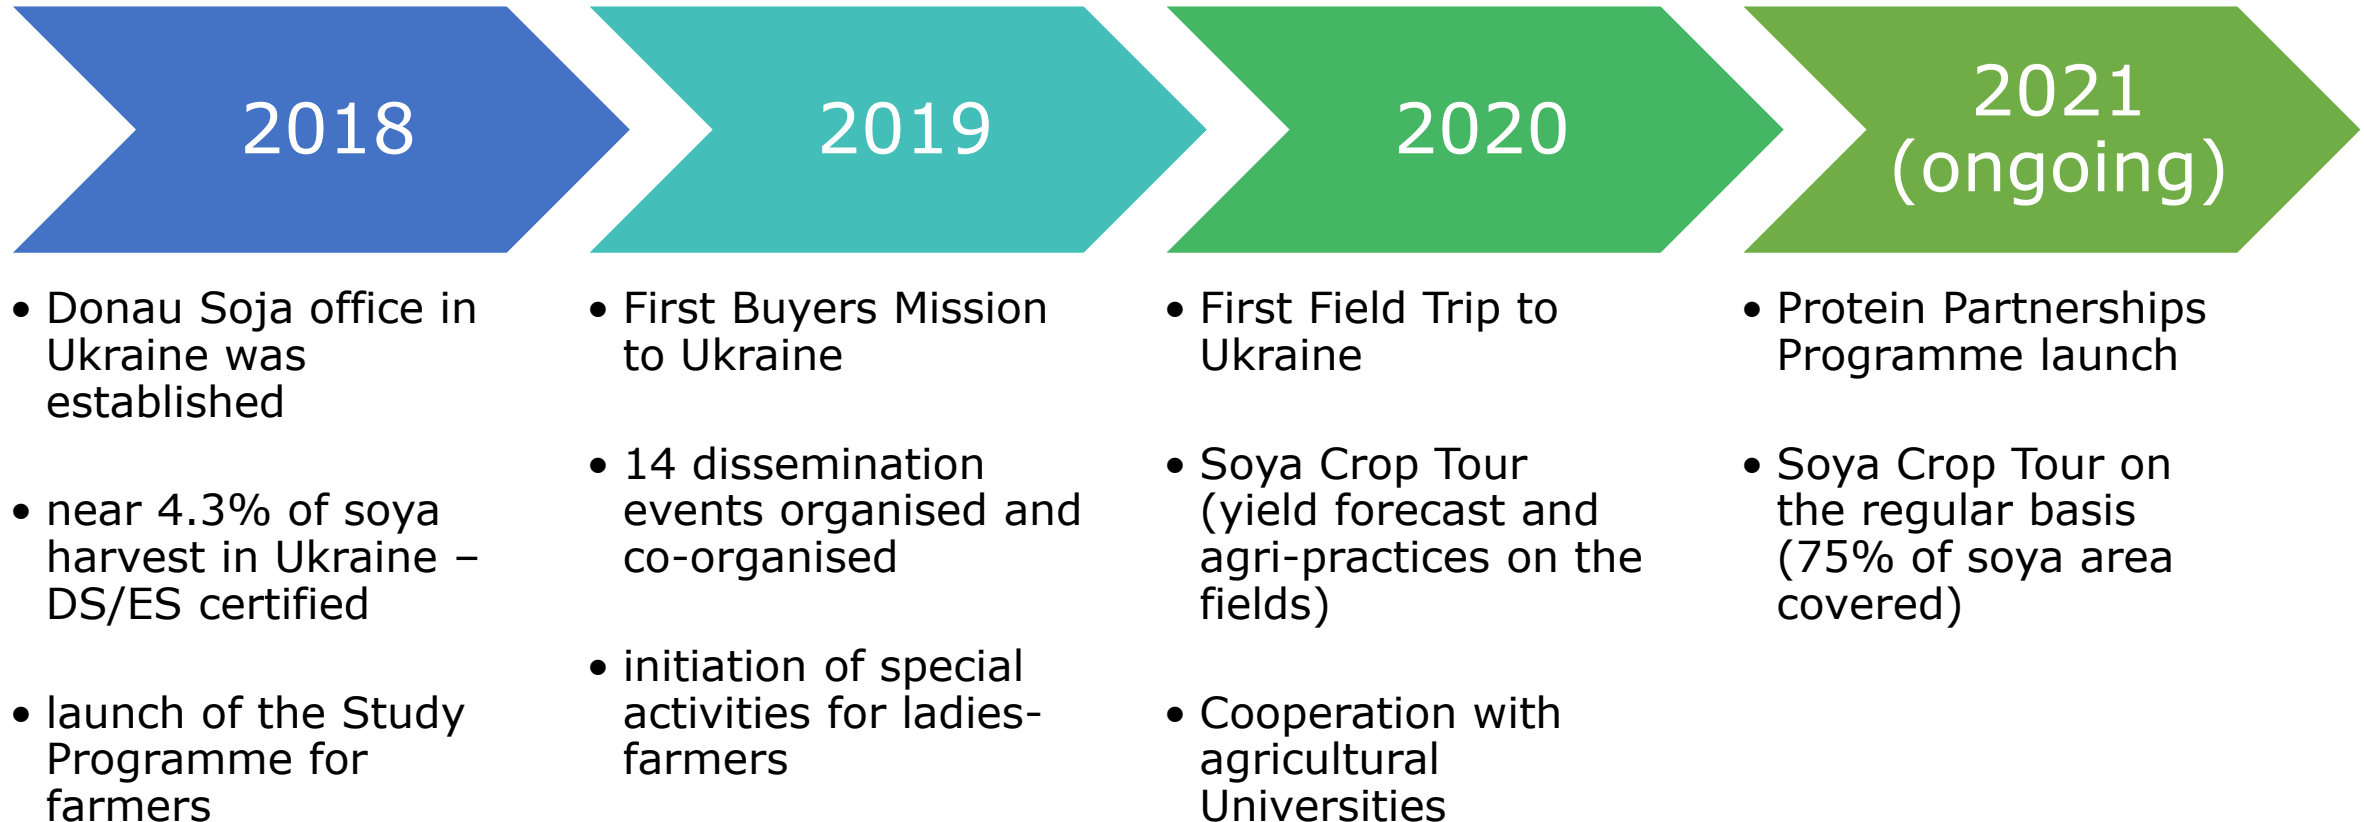 2018
• Donau Soja office in
Ukraine was
established
• near 4.3% of soya
harvest in Ukraine –
DS/ES certified
• launch of the Study
Programme for
farmers
2019
• First Buyers Mission
to Ukraine
• 14 dissemination
events organised and
co-organised
• initiation of special
activities for ladies-
farmers
2020
• First Field Trip to
Ukraine
• Soya Crop Tour
(yield forecast and
agri-practices on the
fields)
• Cooperation with
agricultural
Universities
2021
(ongoing)
• Protein Partnerships
Programme launch
• Soya Crop Tour on
the regular basis
(75% of soya area
covered)